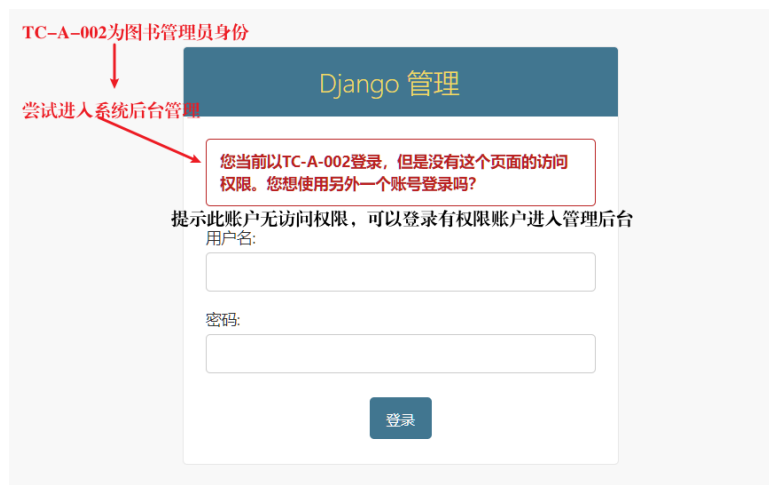 TC-A-002为图书管理员身份
Django 管理
尝试进入系统后台管理
您当前以TC-A-002登录，但是没有这个页面的访问
权限。您想使用另外一个账号登录吗？
提示此账户无访问权限，可以登录有权限账户进入管理后台
用户名:
密码:
登录